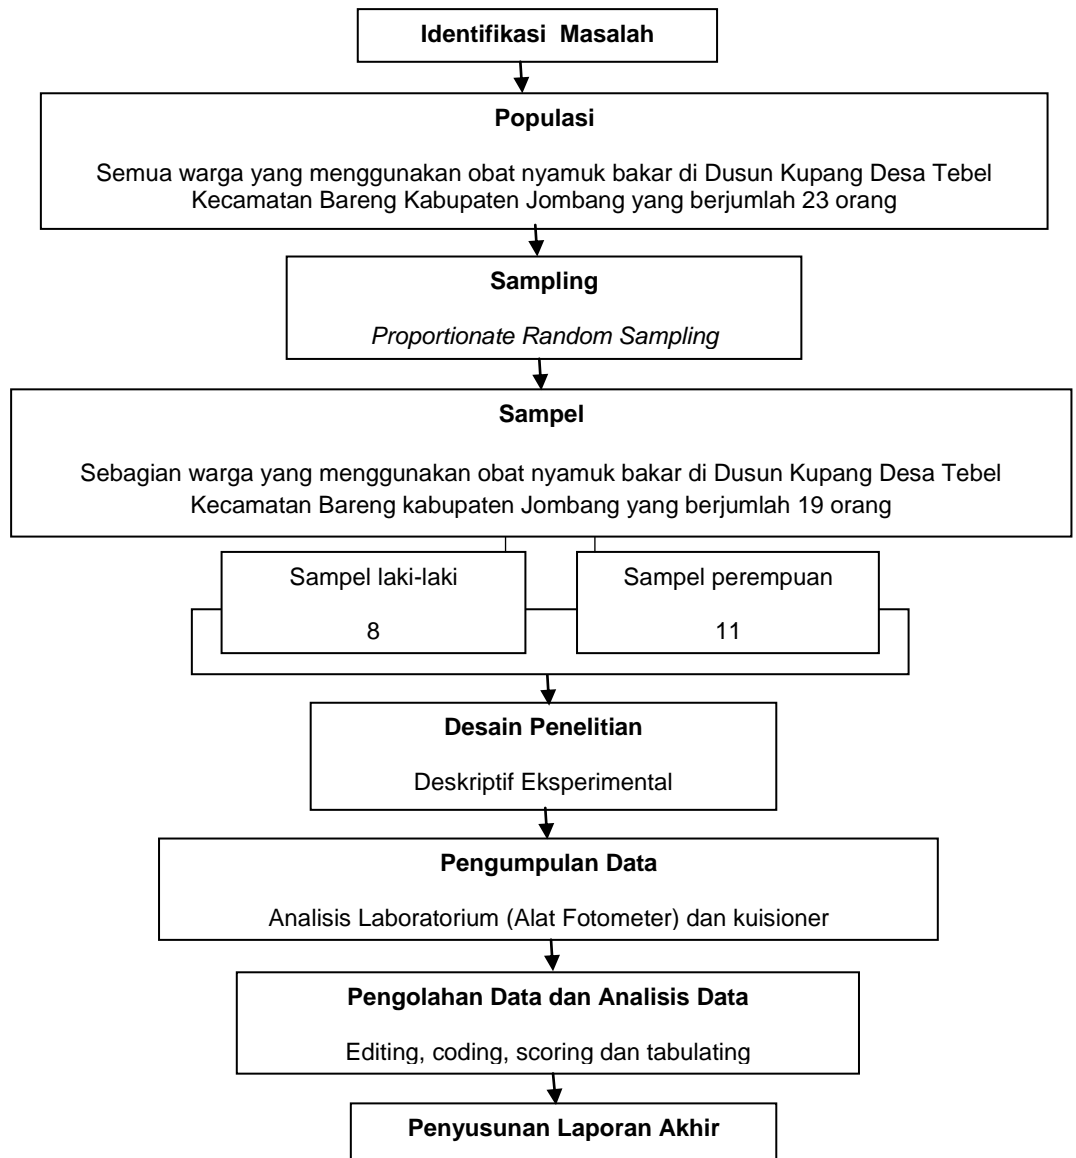 Identifikasi Masalah
Populasi
Semua warga yang menggunakan obat nyamuk bakar di Dusun Kupang Desa Tebel
Kecamatan Bareng Kabupaten Jombang yang berjumlah 23 orang
Sampling
Proportionate Random Sampling
Sampel
Sebagian warga yang menggunakan obat nyamuk bakar di Dusun Kupang Desa Tebel
Kecamatan Bareng kabupaten Jombang yang berjumlah 19 orang
Sampel laki-laki
8
Sampel perempuan
11
Desain Penelitian
Deskriptif Eksperimental
Pengumpulan Data
Analisis Laboratorium (Alat Fotometer) dan kuisioner
Pengolahan Data dan Analisis Data
Editing, coding, scoring dan tabulating
Penyusunan Laporan Akhir